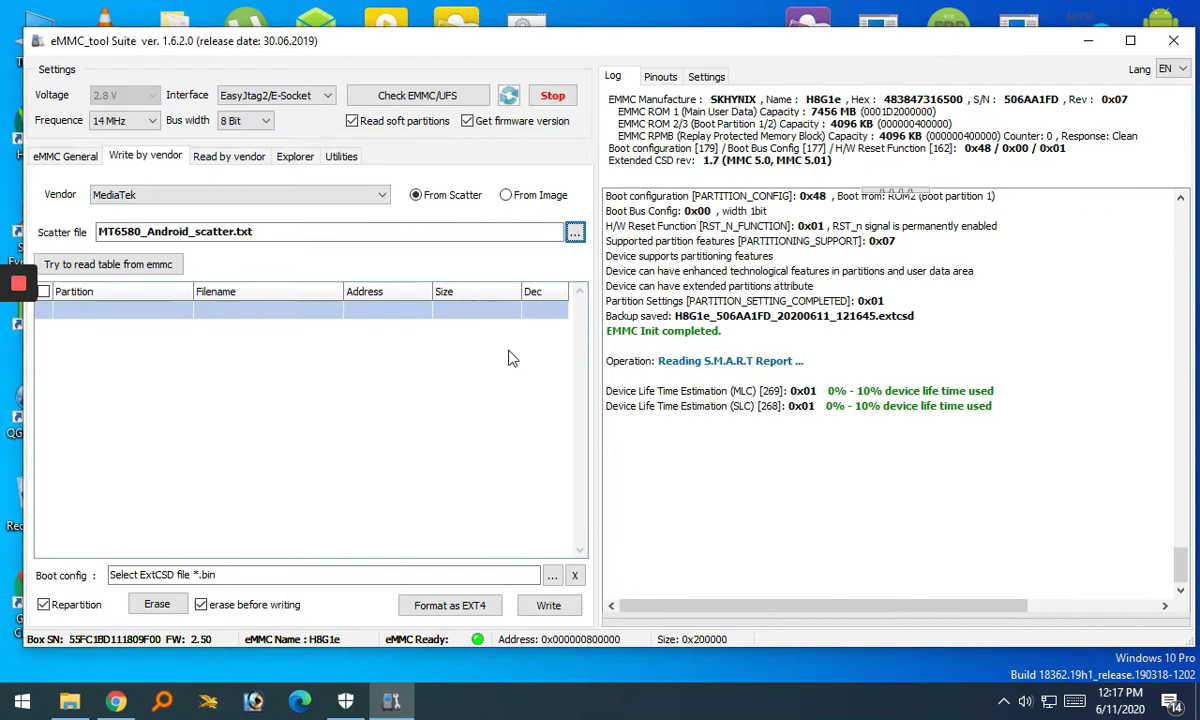 eMMC_tool Suite ver. 1.6.2.0 (release date: 30.06.2019)
Settings
Voltage 2.8 V Interface EasyJtag2/E-Socket Check EMMC/UFS Stop
Frequence 14 MHz Bus width 8 Bit Read soft partitions Get firmware version
eMMC General Write by vendor Read by vendor Explorer Utilities
Vendor MediaTek From Scatter From Image
Scatter file MT6580_Android_scatter.txt ...
Try to read table from emmc
Partition Filename Address Size Dec
Boot config : Select ExtCSD file *.bin ... X
Repartition Erase erase before writing Format as EXT4 Write
Log Pinouts Settings Lang EN
EMMC Manufacture : SKHYNIX , Name : H8G1e , Hex : 483847316500 , S/N : 506AA1FD , Rev : 0x07
EMMC ROM 1 (Main User Data) Capacity : 7456 MB (0001D2000000)
EMMC ROM 2/3 (Boot Partition 1/2) Capacity : 4096 KB (000000400000)
EMMC RPMB (Replay Protected Memory Block) Capacity : 4096 KB (000000400000) Counter: 0 , Response: Clean
Boot configuration [179] / Boot Bus Config [177] / H/W Reset Function [162]: 0x48 / 0x00 / 0x01
Extended CSD rev: 1.7 (MMC 5.0, MMC 5.01)
Boot configuration [PARTITION_CONFIG]: 0x48 , Boot from: ROM2 (Boot partition 1)
Boot Bus Config: 0x00 , width 1bit
H/W Reset Function [RST_N_FUNCTION]: 0x01 , RST_n signal is permanently enabled
Supported partition features [PARTITIONING_SUPPORT]: 0x07
Device supports partitioning features
Device can have enhanced technological features in partitions and user data area
Device can have extended partitions attribute
Partition Settings [PARTITION_SETTING_COMPLETED]: 0x01
Backup saved: H8G1e_506AA1FD_20200611_121645.extcsd
EMMC Init completed.
Operation: Reading S.M.A.R.T Report ...
Device Life Time Estimation (MLC) [269]: 0x01 0% - 10% device life time used
Device Life Time Estimation (SLC) [268]: 0x01 0% - 10% device life time used
Box SN: 55FC1BD111809F00 FW: 2.50 eMMC Name : H8G1e eMMC Ready: Address: 0x000000800000 Size: 0x200000
Windows 10 Pro
Build 18362.19h1_release.190318-1202
12:17 PM
6/11/2020
14